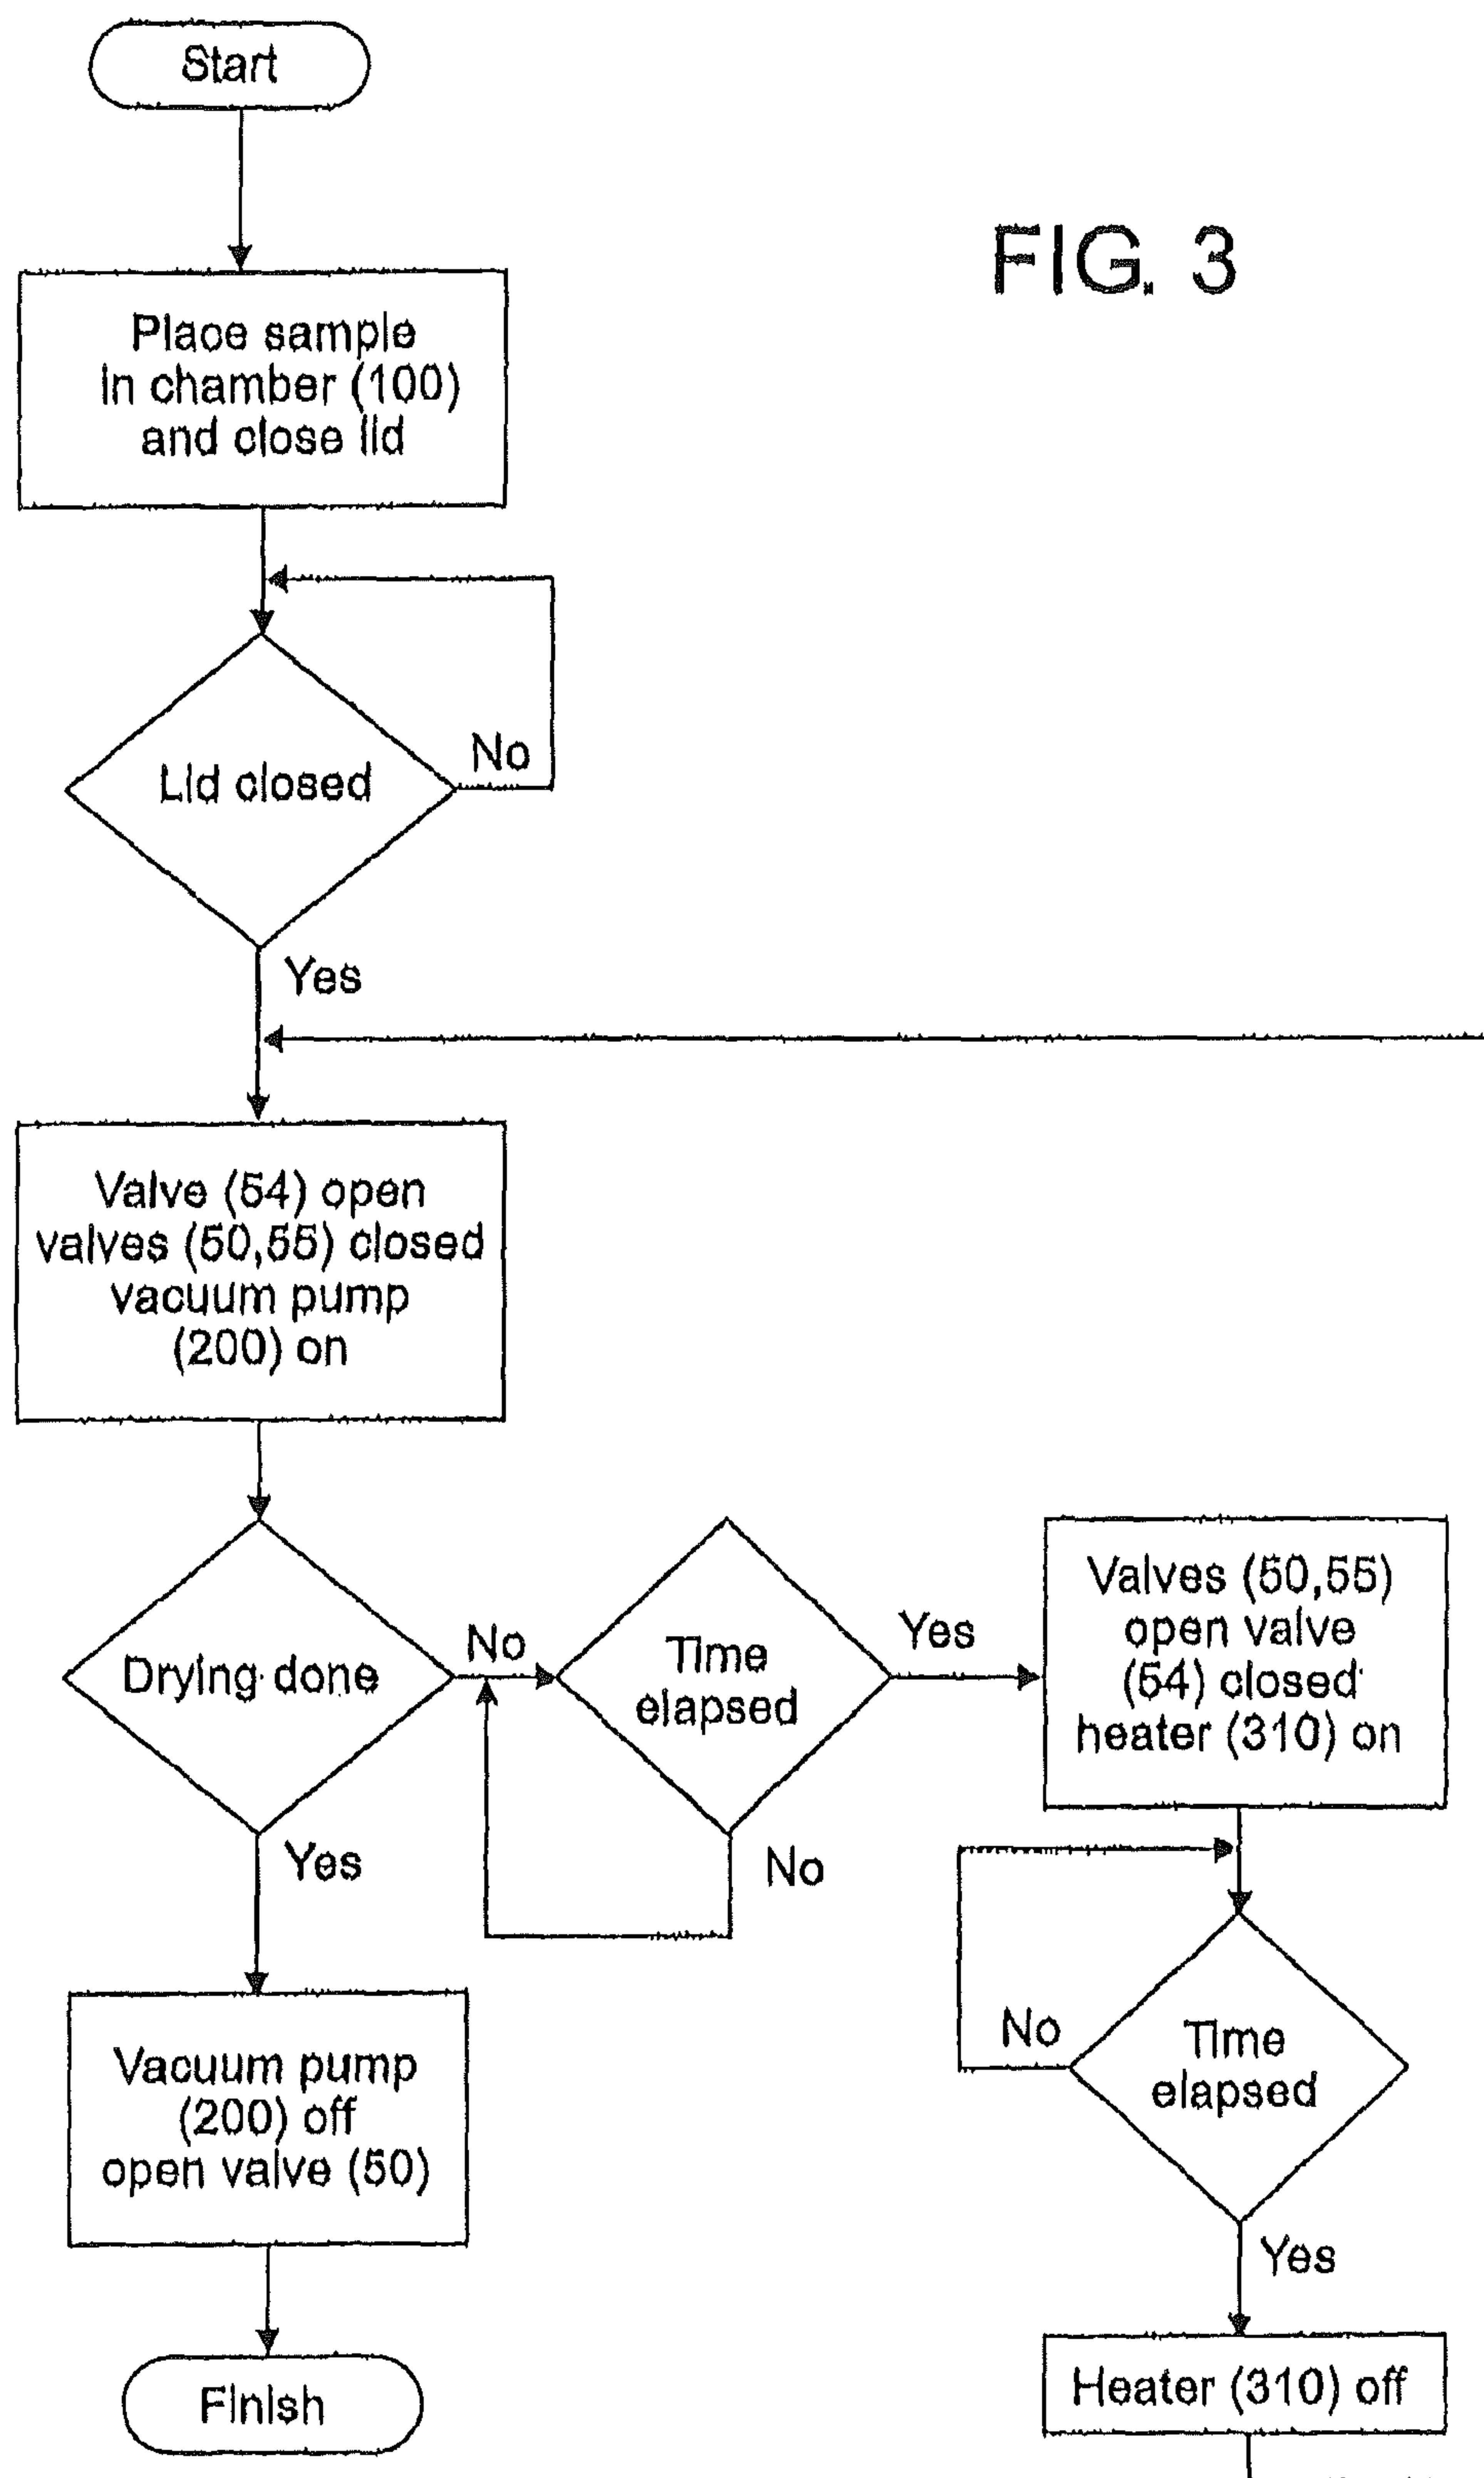 Start
FIG. 3
Place sample
in chamber (100)
and close lid
No
Lid closed
Yes
Valve (54) open
valves (50,55) closed
vacuum pump
(200) on
Drying done
No
Time
elapsed
Yes
Valves (50,55)
open valve
(54) closed
heater (310) on
Yes
No
No
Time
elapsed
Vacuum pump
(200) off
open valve (50)
Yes
Heater (310) off
Finish